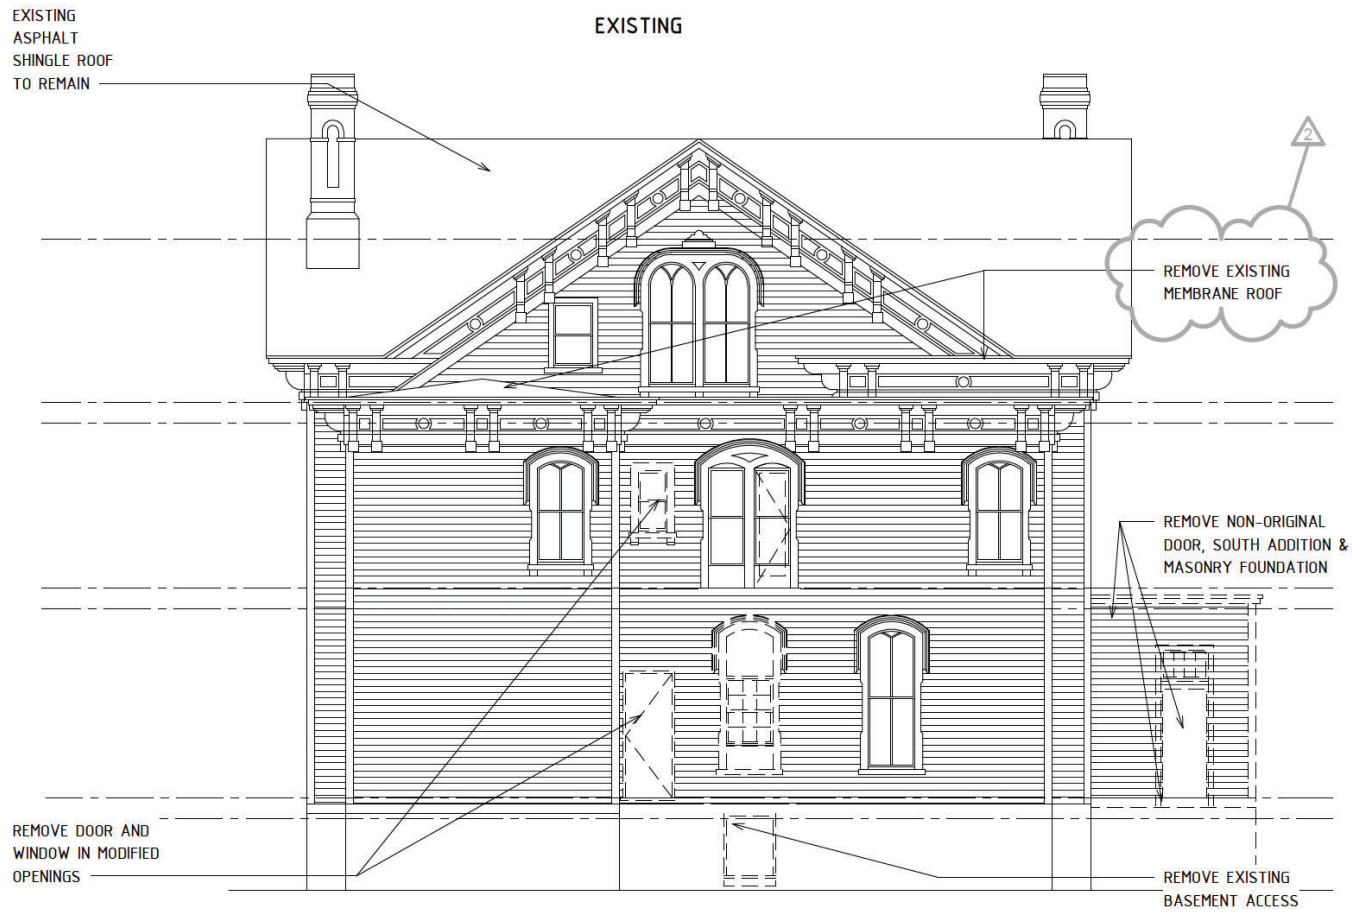 EXISTING
EXISTING
ASPHALT
SHINGLE ROOF
TO REMAIN
2
REMOVE EXISTING
MEMBRANE ROOF
REMOVE NON-ORIGINAL
DOOR, SOUTH ADDITION &
MASONRY FOUNDATION
REMOVE DOOR AND
WINDOW IN MODIFIED
OPENINGS
REMOVE EXISTING
BASEMENT ACCESS